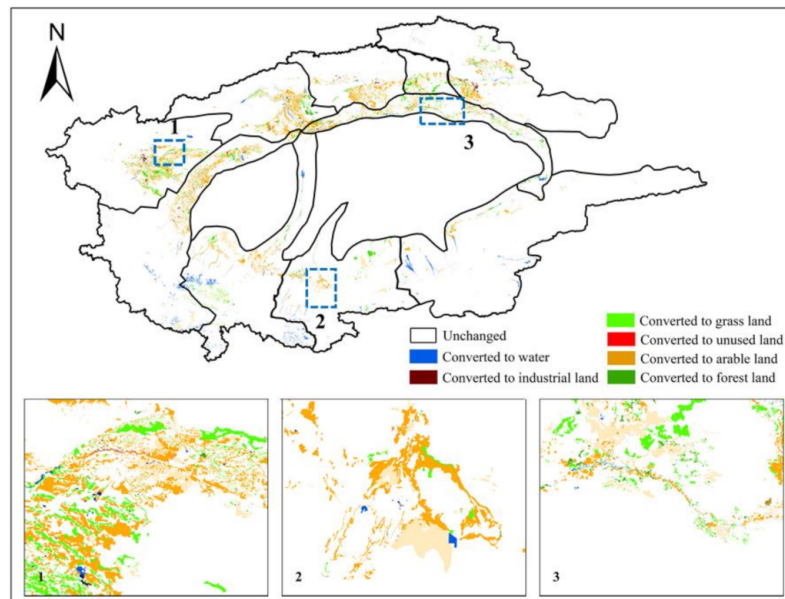 N
1
3
2
Unchanged
Converted to water
Converted to industrial land
Converted to grass land
Converted to unused land
Converted to arable land
Converted to forest land
1
2
3